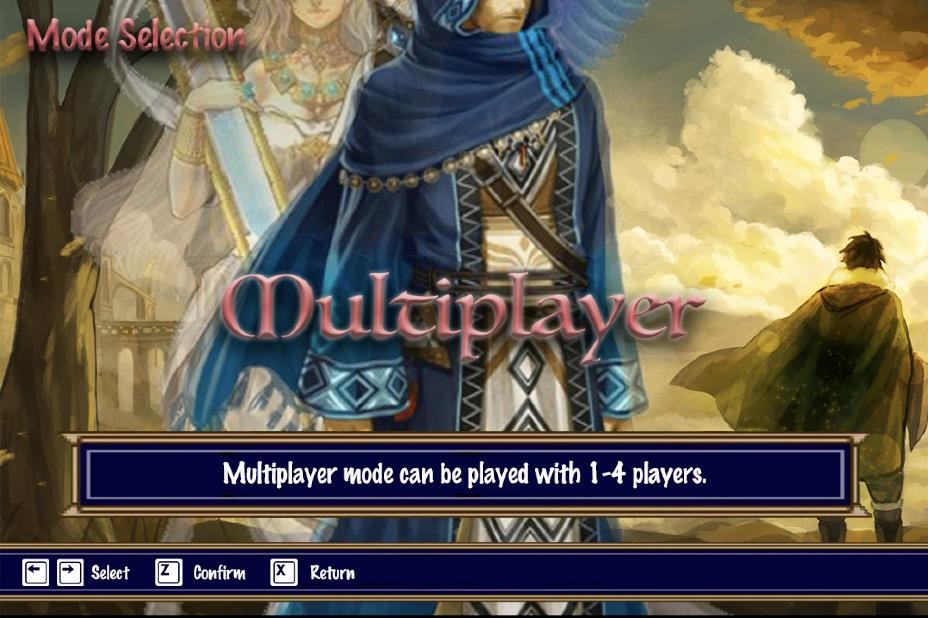 Mode Selection
Multiplayer
Multiplayer mode can be played with 1-4 players.
← → Select Z Confirm X Return